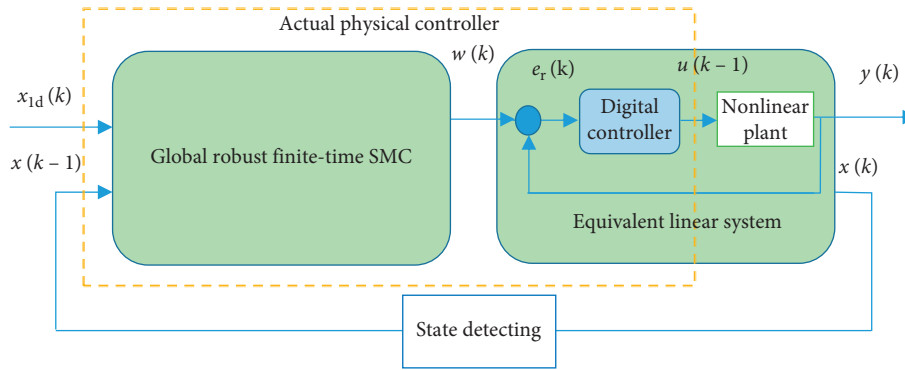 Actual physical controller
w (k)
e_r (k)
u (k – 1)
y (k)
x_1d (k)
Digital
controller
Nonlinear
plant
x (k – 1)
Global robust finite-time SMC
x (k)
Equivalent linear system
State detecting